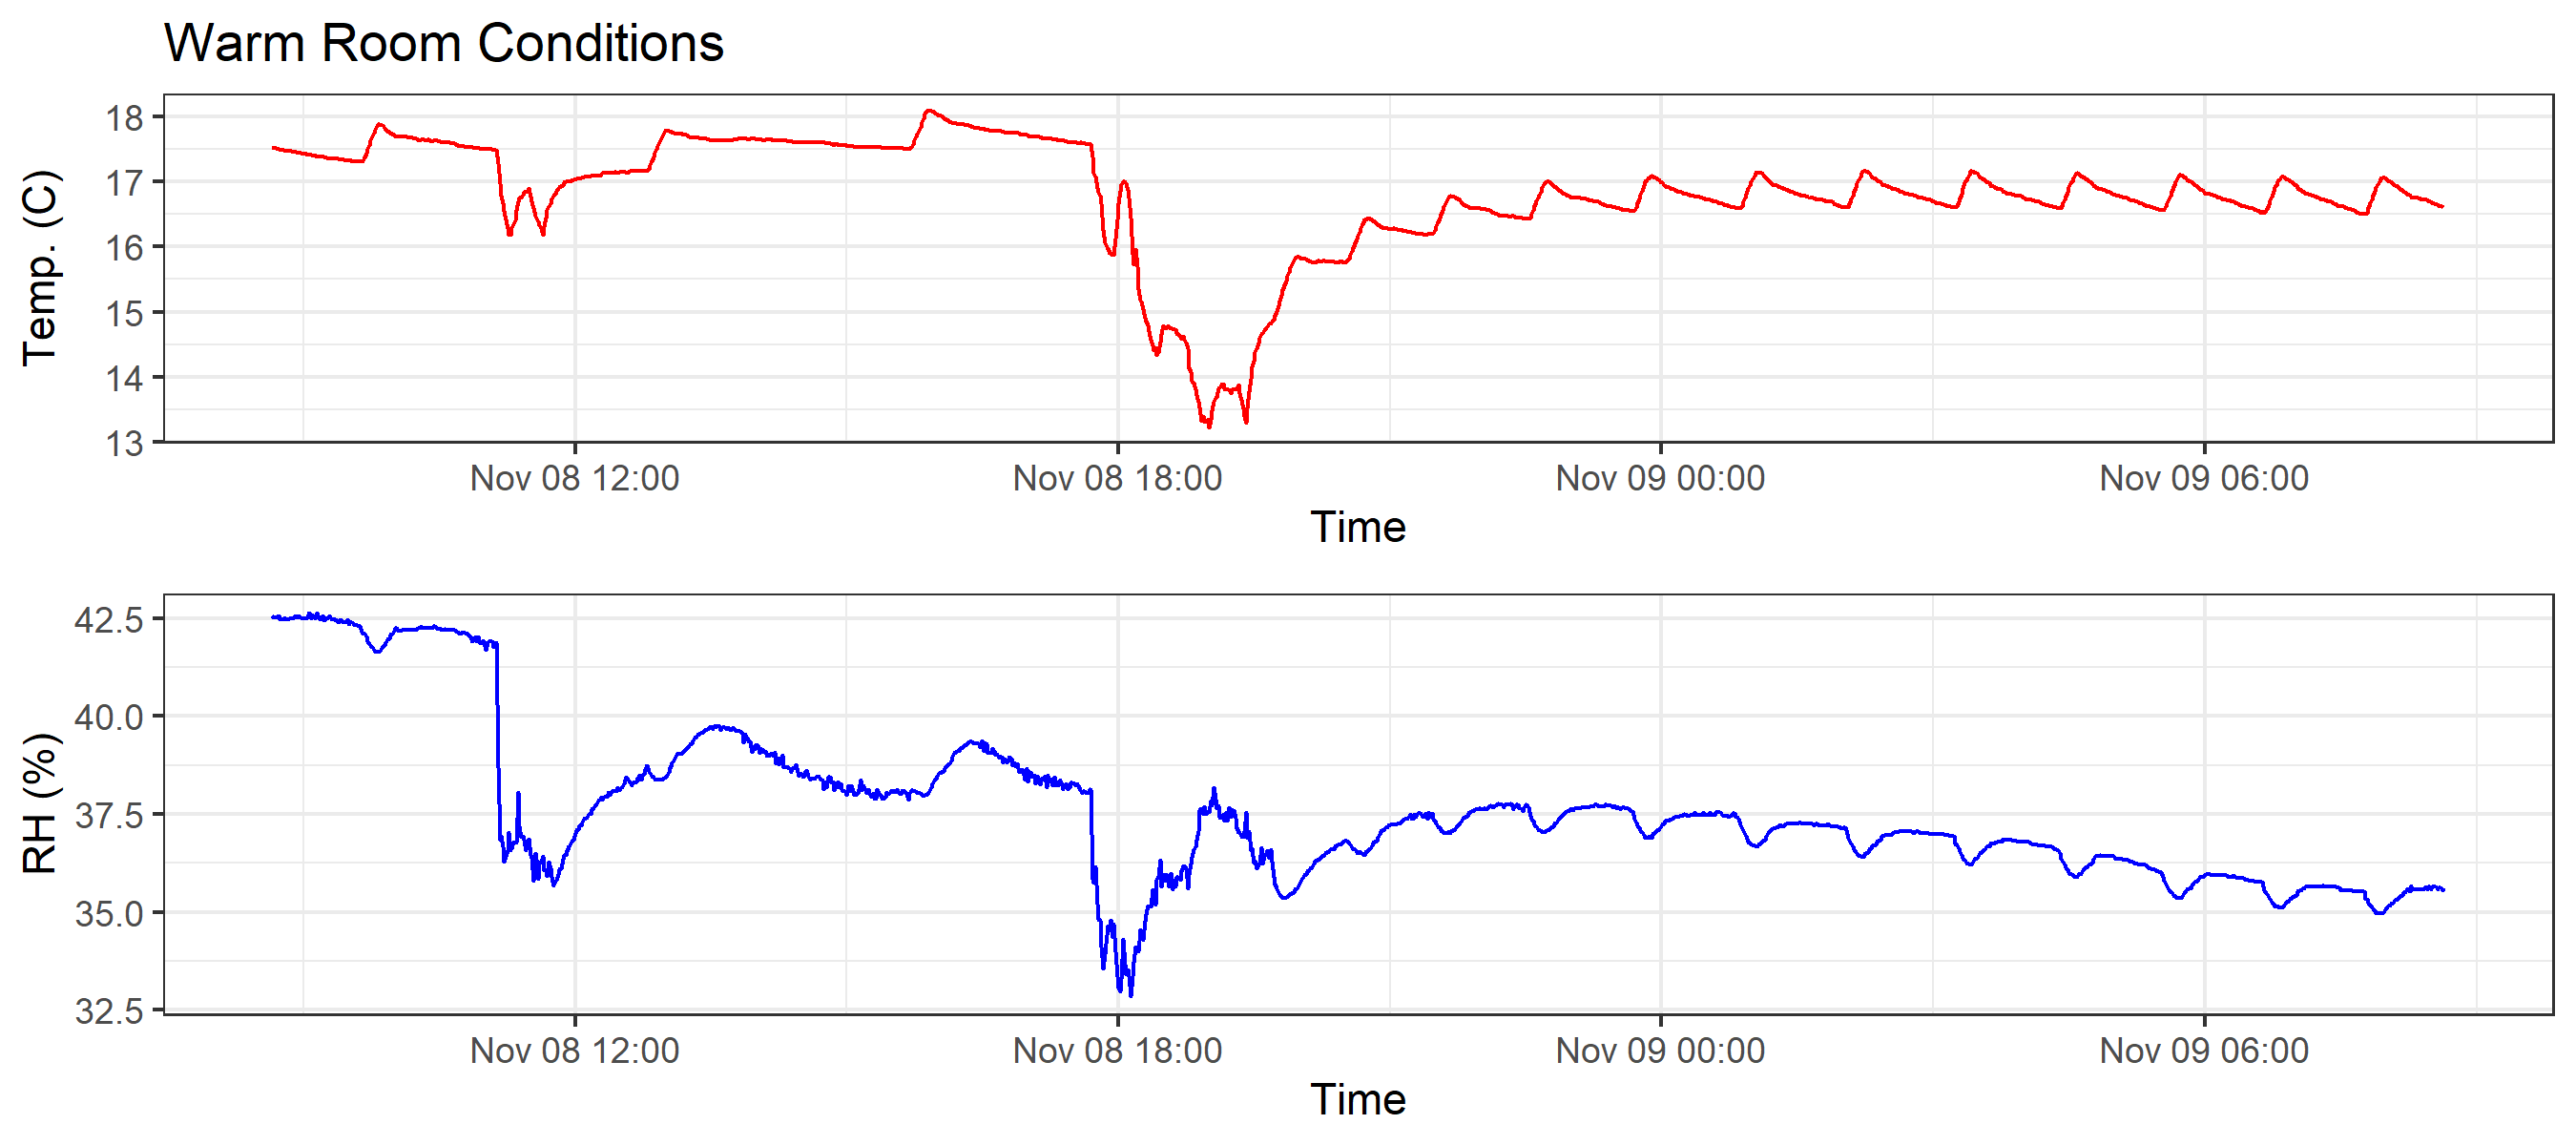 Warm Room Conditions
Temp. (C)
18
17
16
15
14
13
Nov 08 12:00 Nov 08 18:00 Nov 09 00:00 Nov 09 06:00
Time
RH (%)
42.5
40.0
37.5
35.0
32.5
Nov 08 12:00 Nov 08 18:00 Nov 09 00:00 Nov 09 06:00
Time